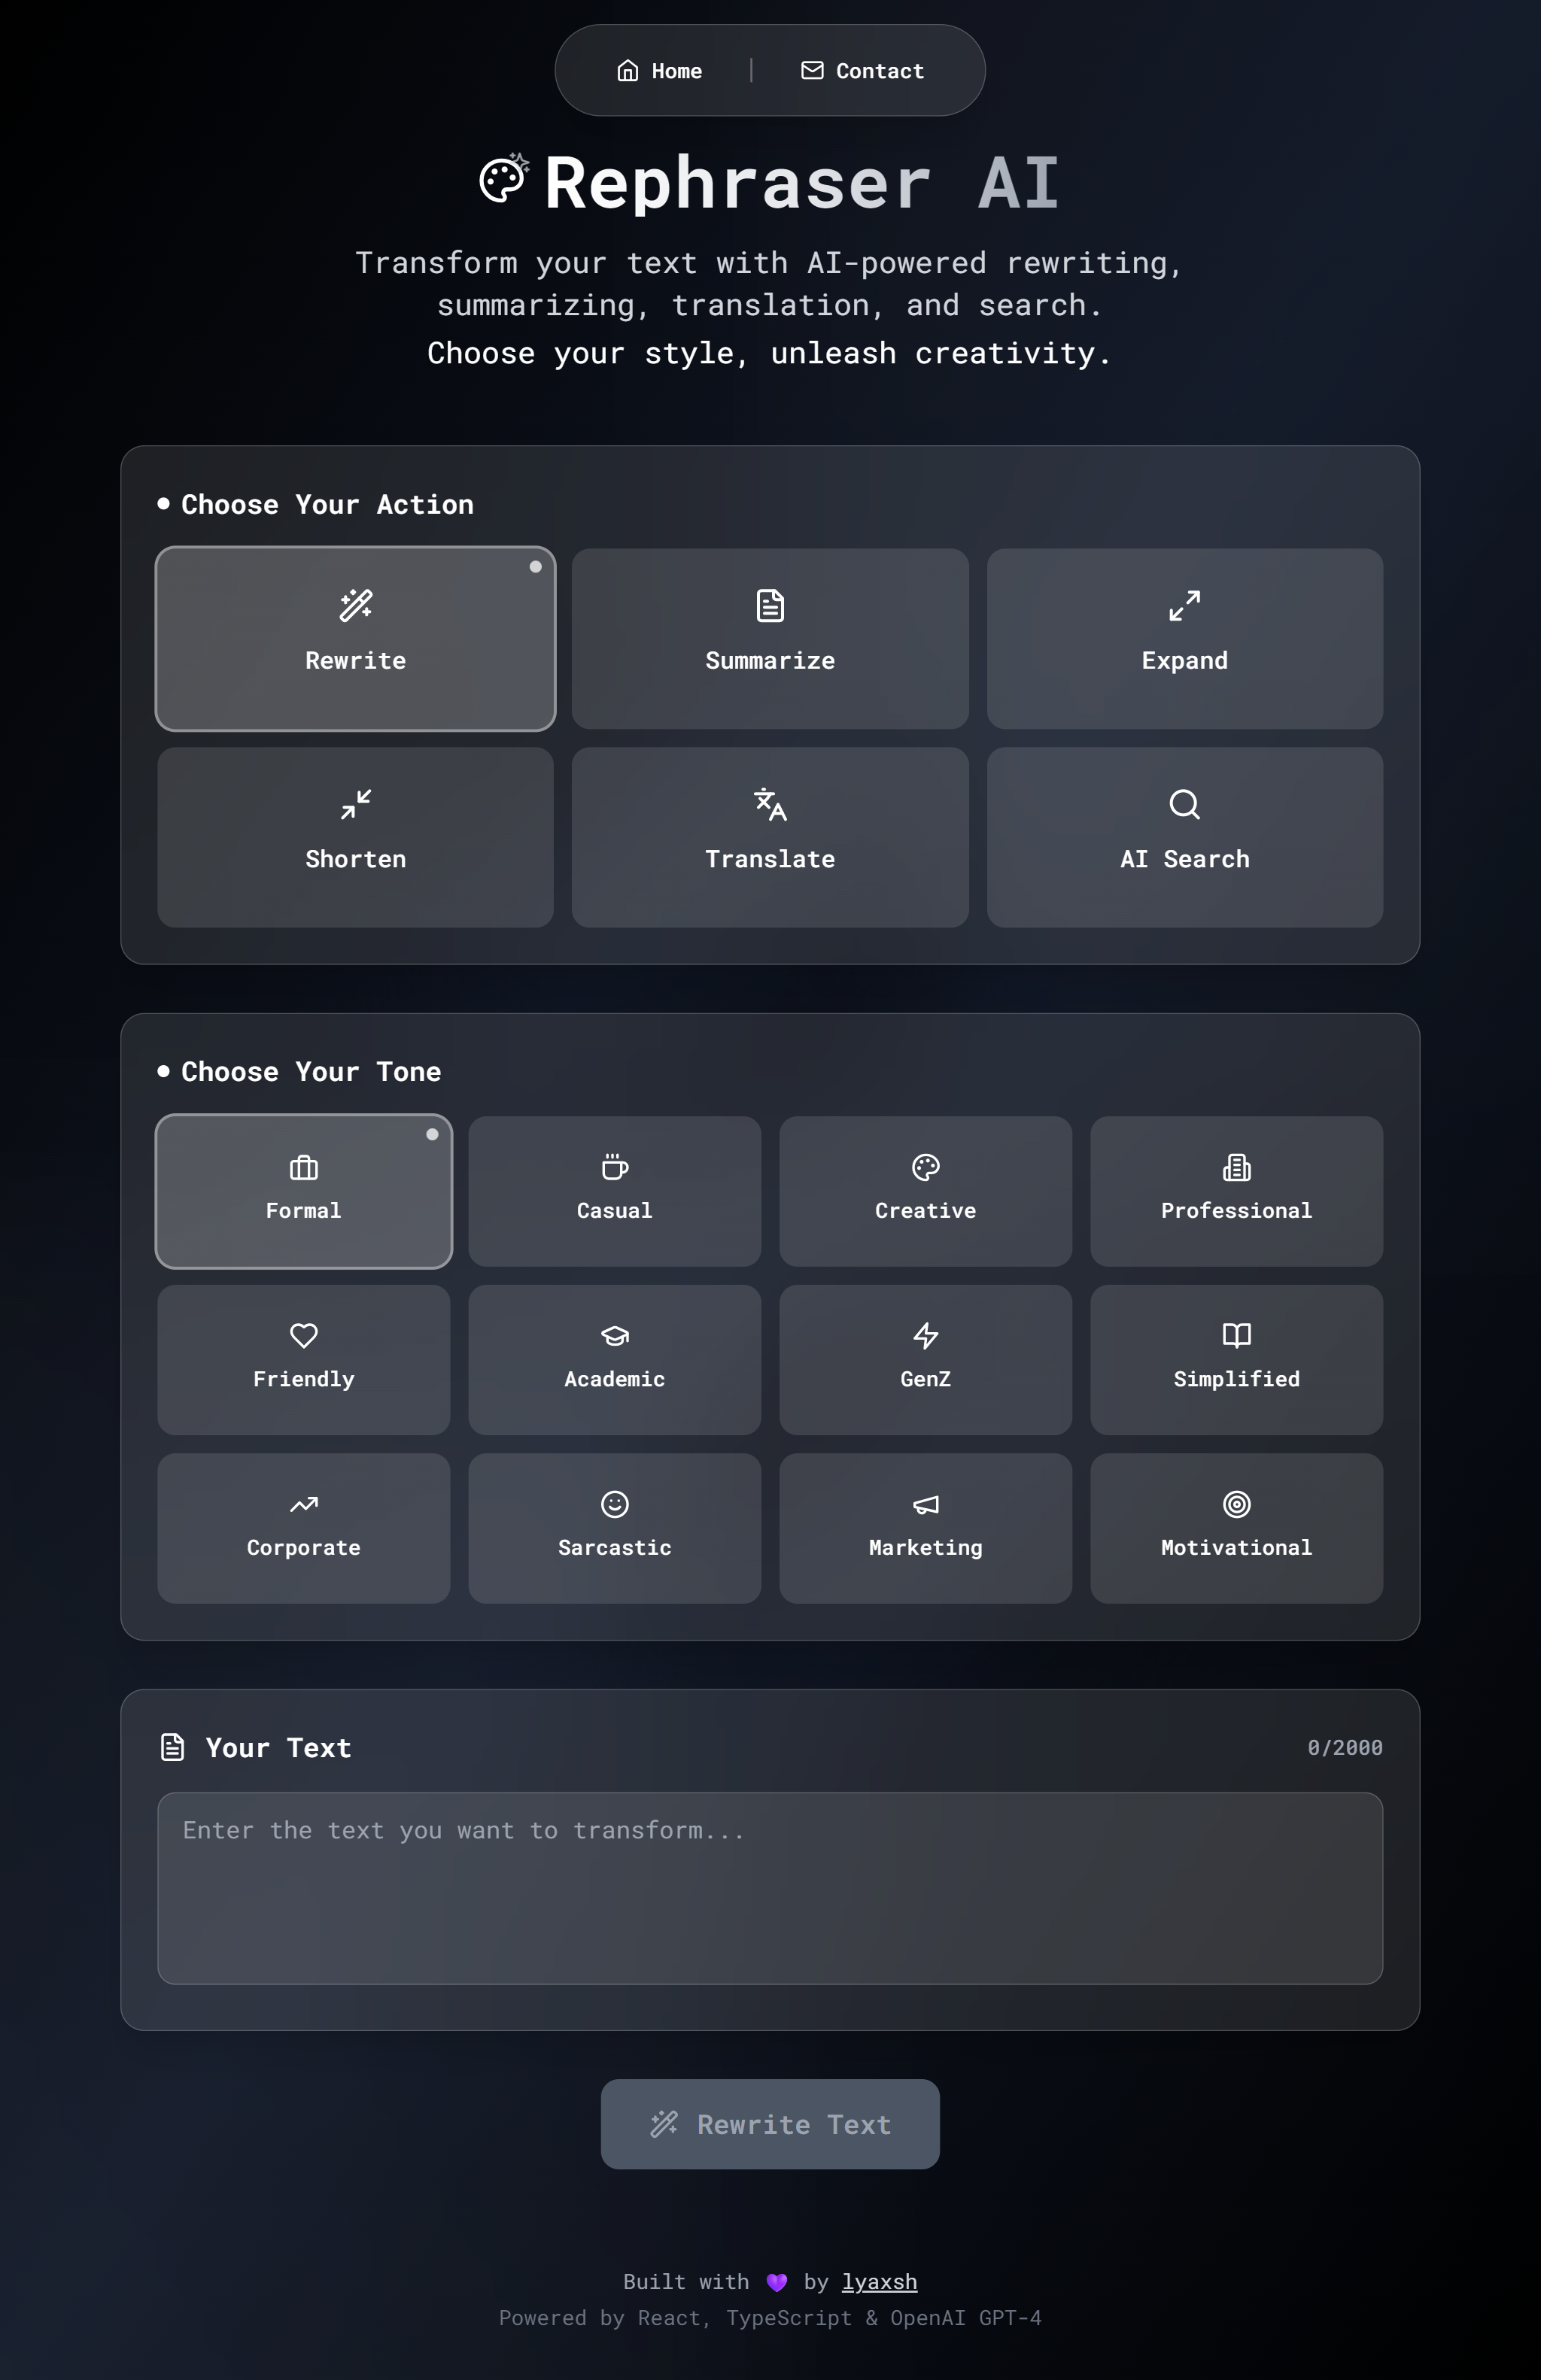 Home | Contact
Rephraser AI
Transform your text with AI-powered rewriting,
summarizing, translation, and search.
Choose your style, unleash creativity.
Choose Your Action
Rewrite
Summarize
Expand
Shorten
Translate
AI Search
Choose Your Tone
Formal
Casual
Creative
Professional
Friendly
Academic
GenZ
Simplified
Corporate
Sarcastic
Marketing
Motivational
Your Text
0/2000
Enter the text you want to transform...
Rewrite Text
Built with 💜 by lyaxsh
Powered by React, TypeScript & OpenAI GPT-4